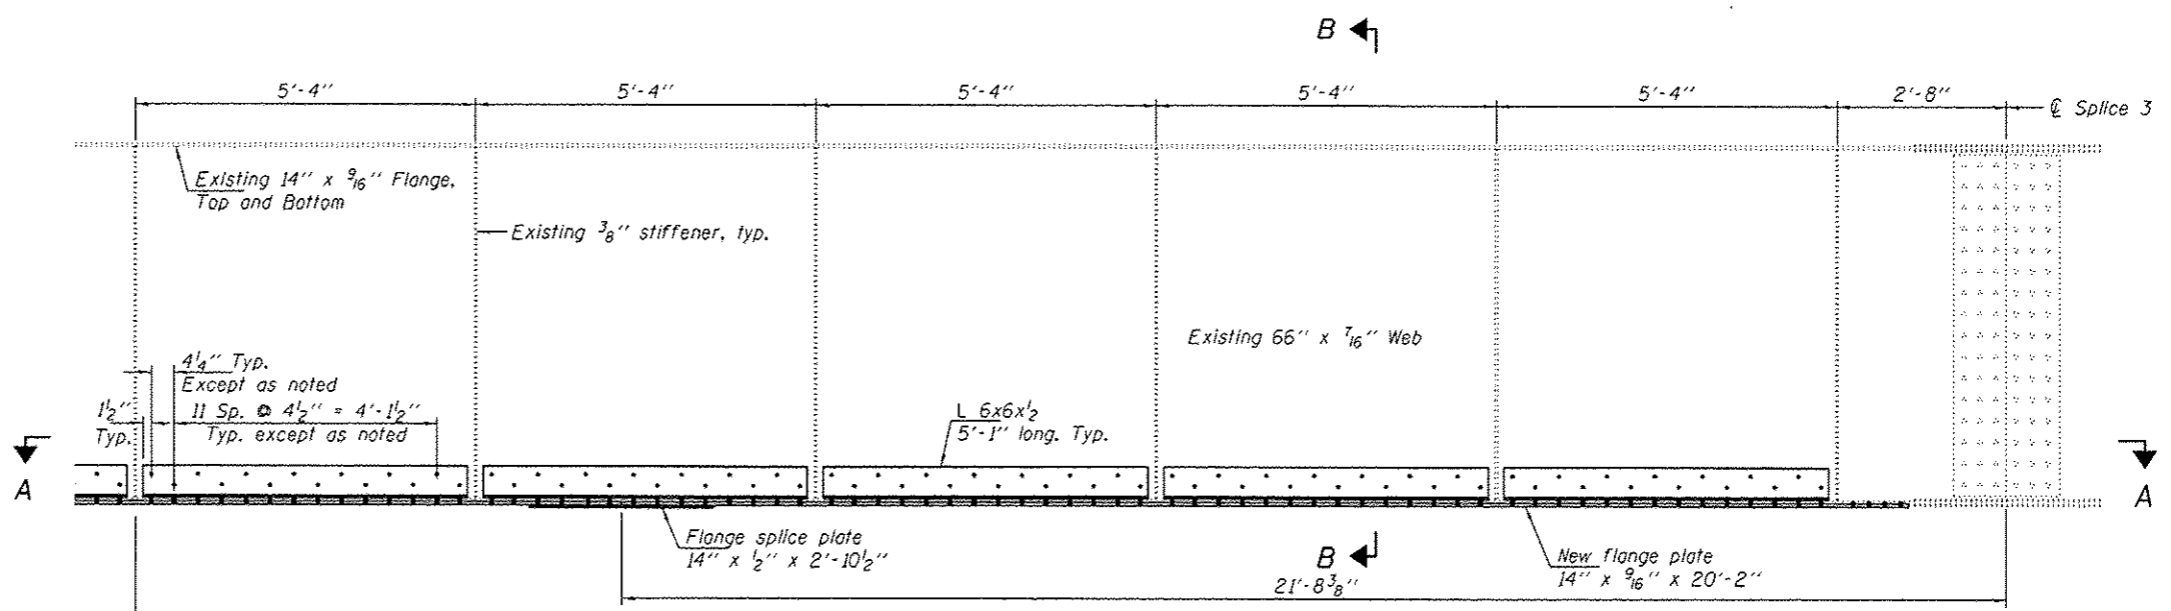 B
5'-4"
5'-4"
5'-4"
5'-4"
5'-4"
2'-8"
℄ Splice 3
Existing 14" x 9/16" Flange,
Top and Bottom
Existing 3/8" stiffener, typ.
Existing 66" x 7/16" Web
4 1/4" Typ.
Except as noted
1 1/2"
Typ.
11 Sp. @ 4 1/2" = 4'-1 1/2"
Typ. except as noted
L 6x6x1/2
5'-1" long. Typ.
A
A
Flange splice plate
14" x 1/2" x 2'-10 1/2"
B
New flange plate
14" x 9/16" x 20'-2"
21'-8 3/8"